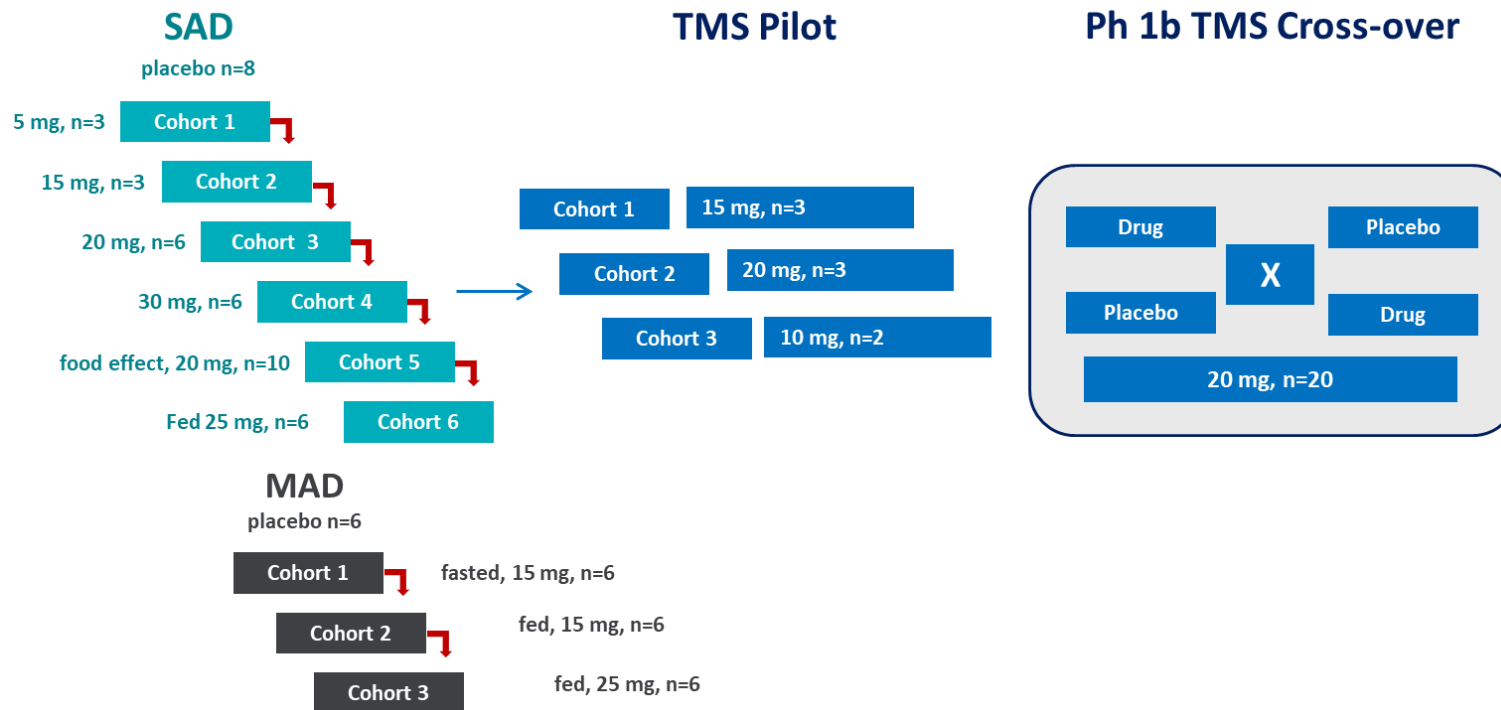 SAD
placebo n=8
5 mg, n=3
Cohort 1
15 mg, n=3
Cohort 2
20 mg, n=6
Cohort 3
30 mg, n=6
Cohort 4
food effect, 20 mg, n=10
Cohort 5
Fed 25 mg, n=6
Cohort 6
MAD
placebo n=6
Cohort 1
fasted, 15 mg, n=6
Cohort 2
fed, 15 mg, n=6
Cohort 3
fed, 25 mg, n=6
TMS Pilot
Cohort 1
15 mg, n=3
Cohort 2
20 mg, n=3
Cohort 3
10 mg, n=2
Ph 1b TMS Cross-over
Drug
Placebo
X
Placebo
Drug
20 mg, n=20